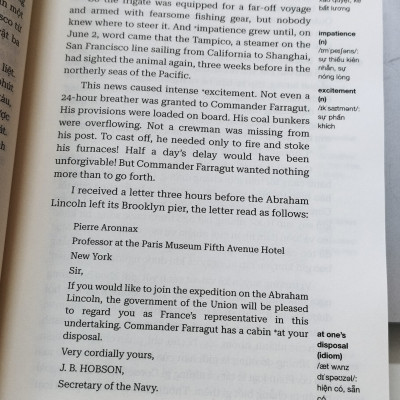 the frigate was equipped for a far-off voyage
and armed with fearsome fishing gear, but nobody
knew where to steer it. And *impatience grew until, on
June 2, word came that the Tampico, a steamer on the
San Francisco line sailing from California to Shanghai,
had sighted the animal again, three weeks before in the
northerly seas of the Pacific.
This news caused intense *excitement. Not even a
24-hour breather was granted to Commander Farragut.
His provisions were loaded on board. His coal bunkers
were overflowing. Not a crewman was missing from
his post. To cast off, he needed only to fire and stoke
his furnaces! Half a day's delay would have been
unforgivable! But Commander Farragut wanted nothing
more than to go forth.
I received a letter three hours before the Abraham
Lincoln left its Brooklyn pier, the letter read as follows:
Pierre Aronnax
Professor at the Paris Museum Fifth Avenue Hotel
New York
Sir,
If you would like to join the expedition on the Abraham
Lincoln, the government of the Union will be pleased
to regard you as France's representative in this
undertaking. Commander Farragut has a cabin *at your
disposal.
Very cordially yours,
J. B. HOBSON,
Secretary of the Navy.
bất lương
impatience
(n)
/ɪmˈpeɪʃəns/:
sự thiếu kiên
nhẫn, sự
nóng lòng
excitement
(n)
/ɪkˈsaɪtmənt/:
sự phấn
khích
at one's
disposal
(idiom)
/æt wʌnz
dɪˈspəʊzəl/:
hiện có, sẵn
có